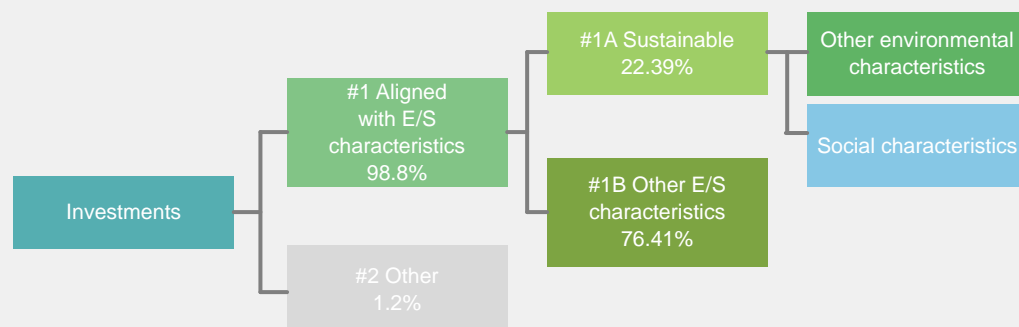 Investments
#1 Aligned
with E/S
characteristics
98.8%
#2 Other
1.2%
#1A Sustainable
22.39%
#1B Other E/S
characteristics
76.41%
Other environmental
characteristics
Social characteristics